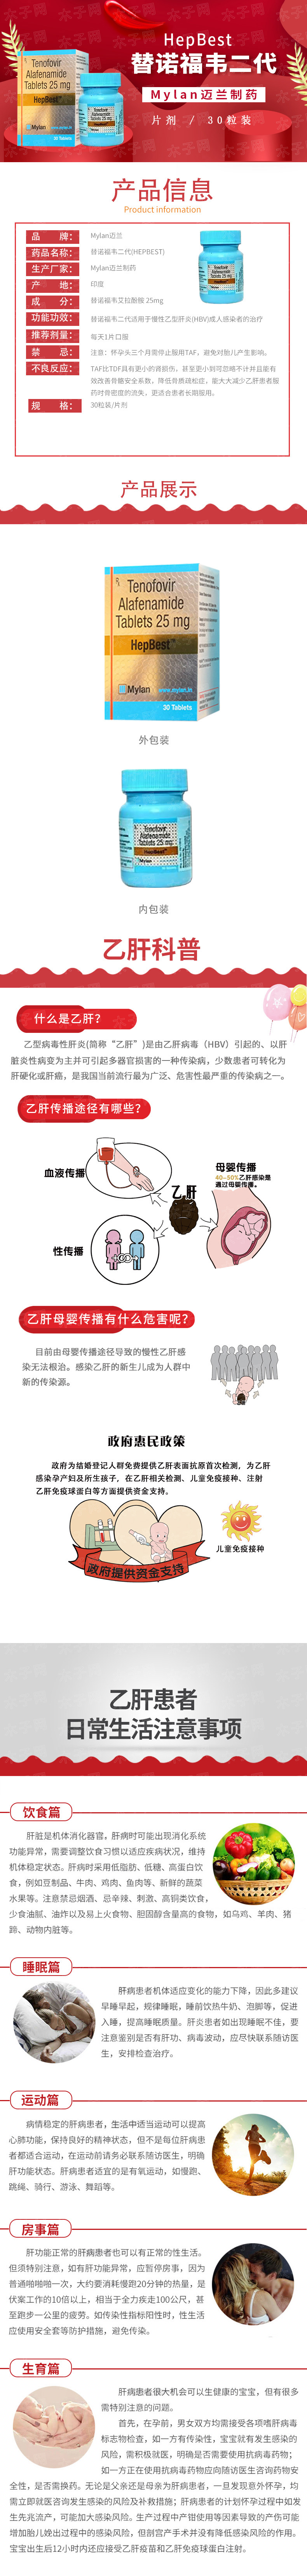 HepBest
替诺福韦二代
Mylan迈兰制药
片剂 / 30粒装
Tenofovir
Alafenamide
Tablets 25 mg
HepBest™
Mylan
30 Tablets
产品信息
Product information
品 牌: Mylan迈兰
药品名称: 替诺福韦二代(HEPBEST)
生产厂家: Mylan迈兰制药
产 地: 印度
成 分: 替诺福韦艾拉酚胺 25mg
功能功效: 替诺福韦二代适用于慢性乙型肝炎(HBV)成人感染者的治疗
推荐剂量: 每天1片口服
禁 忌: 注意：怀孕头三个月需停止服用TAF，避免对胎儿产生影响。
不良反应: TAF比TDF具有更小的肾损伤，甚至更小到可忽略不计并且能有
效改善骨骼安全系数，降低骨质疏松症，能大大减少乙肝患者服
药时骨密度的流失，更适合患者长期服用。
规 格: 30粒装/片剂
产品展示
Tenofovir
Alafenamide
Tablets 25 mg
HepBest™
Mylan www.mylan.in
30 Tablets
外包装
Tenofovir
Alafenamide
Tablets 25 mg
HepBest
Mylan
内包装
乙肝科普
什么是乙肝？
乙型病毒性肝炎(简称“乙肝”)是由乙肝病毒（HBV）引起的、以肝
脏炎性病变为主并可引起多器官损害的一种传染病，少数患者可转化为
肝硬化或肝癌，是我国当前流行最为广泛、危害性最严重的传染病之一。
乙肝传播途径有哪些？
血液传播
母婴传播
40-50%乙肝感染是
通过母婴传播。
乙肝
性传播
乙肝母婴传播有什么危害呢？
目前由母婴传播途径导致的慢性乙肝感
染无法根治。感染乙肝的新生儿成为人群中
新的传染源。
政府惠民政策
政府为结婚登记人群免费提供乙肝表面抗原首次检测，为乙肝
感染孕产妇及所生孩子，在乙肝相关检测、儿童免疫接种、注射
乙肝免疫球蛋白等方面提供资金支持。
政府提供资金支持
儿童免疫接种
乙肝患者
日常生活注意事项
饮食篇
肝脏是机体消化器官，肝病时可能出现消化系统
功能异常，需要调整饮食习惯以适应疾病状况，维持
机体稳定状态。肝病时采用低脂肪、低糖、高蛋白饮
食，例如豆制品、牛肉、鸡肉、鱼肉等、新鲜的蔬菜
水果等。注意禁忌烟酒、忌辛辣、刺激、高铜类饮食，
少食油腻、油炸以及易上火食物、胆固醇含量高的食物，如乌鸡、羊肉、猪
蹄、动物内脏等。
睡眠篇
肝病患者机体适应变化的能力下降，因此多建议
早睡早起，规律睡眠，睡前饮热牛奶、泡脚等，促进
入睡，提高睡眠质量。肝炎患者如出现睡眠不佳，要
注意鉴别是否有肝功、病毒波动，应尽快联系随访医
生，安排检查治疗。
运动篇
病情稳定的肝病患者，生活中适当运动可以提高
心肺功能，保持良好的精神状态，但不是每位肝病患
者都适合运动，在运动前请务必联系随访医生，明确
肝功能状态。肝病患者适宜的是有氧运动，如慢跑、
跳绳、骑行、游泳、舞蹈等。
房事篇
肝功能正常的肝病患者也可以有正常的性生活。
但须特别注意，如有肝功能异常，应暂停房事，因为
普通啪啪啪一次，大约要消耗慢跑20分钟的热量，是
伏案工作的10倍以上，相当于全力疾走100公尺，甚
至跑步一公里的疲劳。如传染性指标阳性时，性生活
应使用安全套等防护措施，避免传染。
生育篇
肝病患者很大机会可以生健康的宝宝，但有很多
需特别注意的问题。
首先，在孕前，男女双方均需接受各项嗜肝病毒
标志物检查，如一方有传染性，宝宝就有发生感染的
风险，需积极就医，明确是否需要使用抗病毒药物；
如一方正在使用抗病毒药物应向随访医生咨询药物安
全性，是否需换药。无论是父亲还是母亲为肝病患者，一旦发现意外怀孕，均
需立即就医咨询发生感染的风险及补救措施；肝病患者的计划怀孕过程中如发
生先兆流产，可能加大感染风险。生产过程中产钳使用等因素导致的产伤可能
增加胎儿娩出过程中的感染风险，但剖宫产手术并没有降低感染风险的作用。
宝宝出生后12小时内还应接受乙肝疫苗和乙肝免疫球蛋白注射。